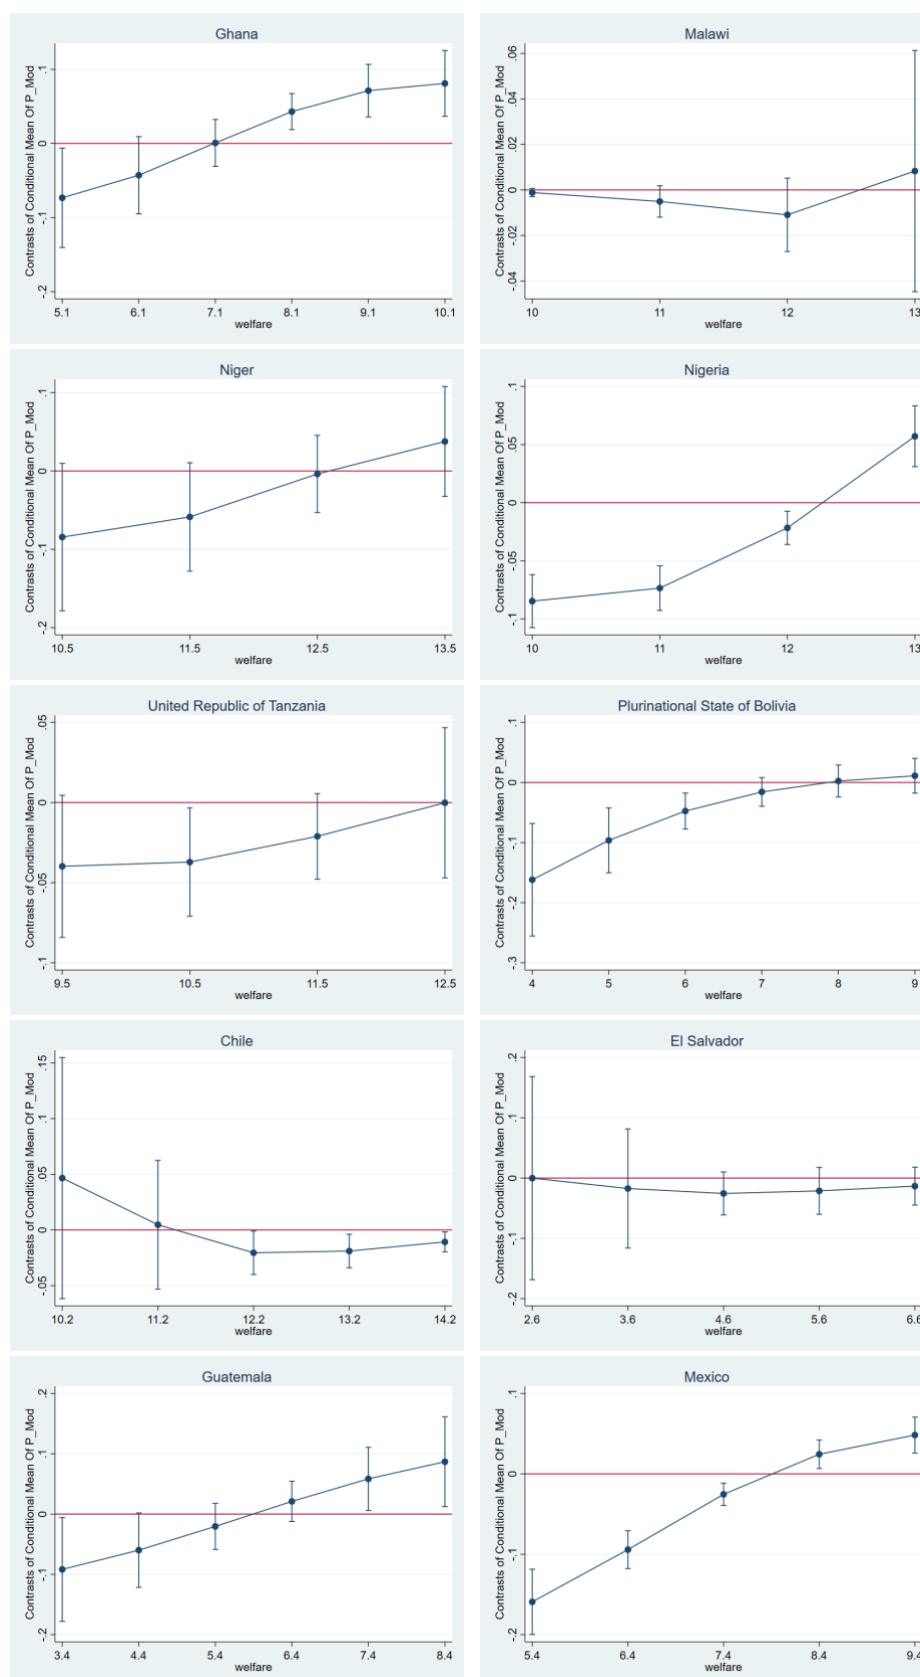 Ghana
Contrasts of Conditional Mean Of P_Mod
.1
0
-.1
-.2
5.1 6.1 7.1 8.1 9.1 10.1
welfare
Malawi
Contrasts of Conditional Mean Of P_Mod
.06
.04
.02
0
-.02
-.04
10 11 12 13
welfare
Niger
Contrasts of Conditional Mean Of P_Mod
.1
0
-.1
-.2
10.5 11.5 12.5 13.5
welfare
Nigeria
Contrasts of Conditional Mean Of P_Mod
.1
.05
0
-.05
-.1
10 11 12 13
welfare
United Republic of Tanzania
Contrasts of Conditional Mean Of P_Mod
.05
0
-.05
-.1
9.5 10.5 11.5 12.5
welfare
Plurinational State of Bolivia
Contrasts of Conditional Mean Of P_Mod
.1
0
-.1
-.2
-.3
4 5 6 7 8 9
welfare
Chile
Contrasts of Conditional Mean Of P_Mod
.15
.1
.05
0
-.05
10.2 11.2 12.2 13.2 14.2
welfare
El Salvador
Contrasts of Conditional Mean Of P_Mod
.2
.1
0
-.1
-.2
2.6 3.6 4.6 5.6 6.6
welfare
Guatemala
Contrasts of Conditional Mean Of P_Mod
.2
.1
0
-.1
-.2
3.4 4.4 5.4 6.4 7.4 8.4
welfare
Mexico
Contrasts of Conditional Mean Of P_Mod
.1
0
-.1
-.2
5.4 6.4 7.4 8.4 9.4
welfare